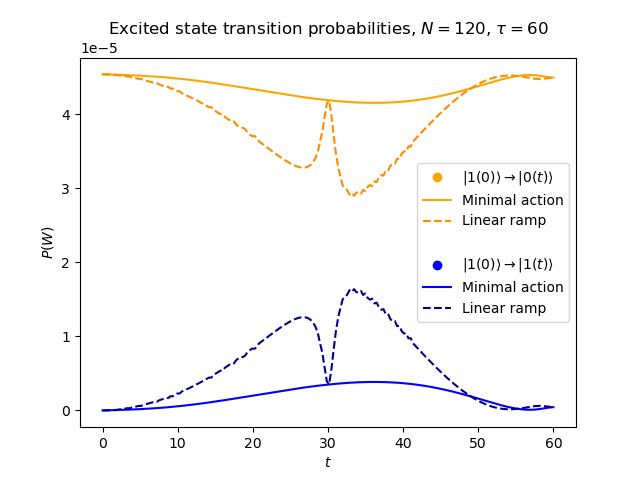 Excited state transition probabilities, N = 120, τ = 60
1e−5
4
3
2
1
0
P(W)
0 10 20 30 40 50 60
t
|1(0)⟩→|0(t)⟩
Minimal action
Linear ramp
|1(0)⟩→|1(t)⟩
Minimal action
Linear ramp